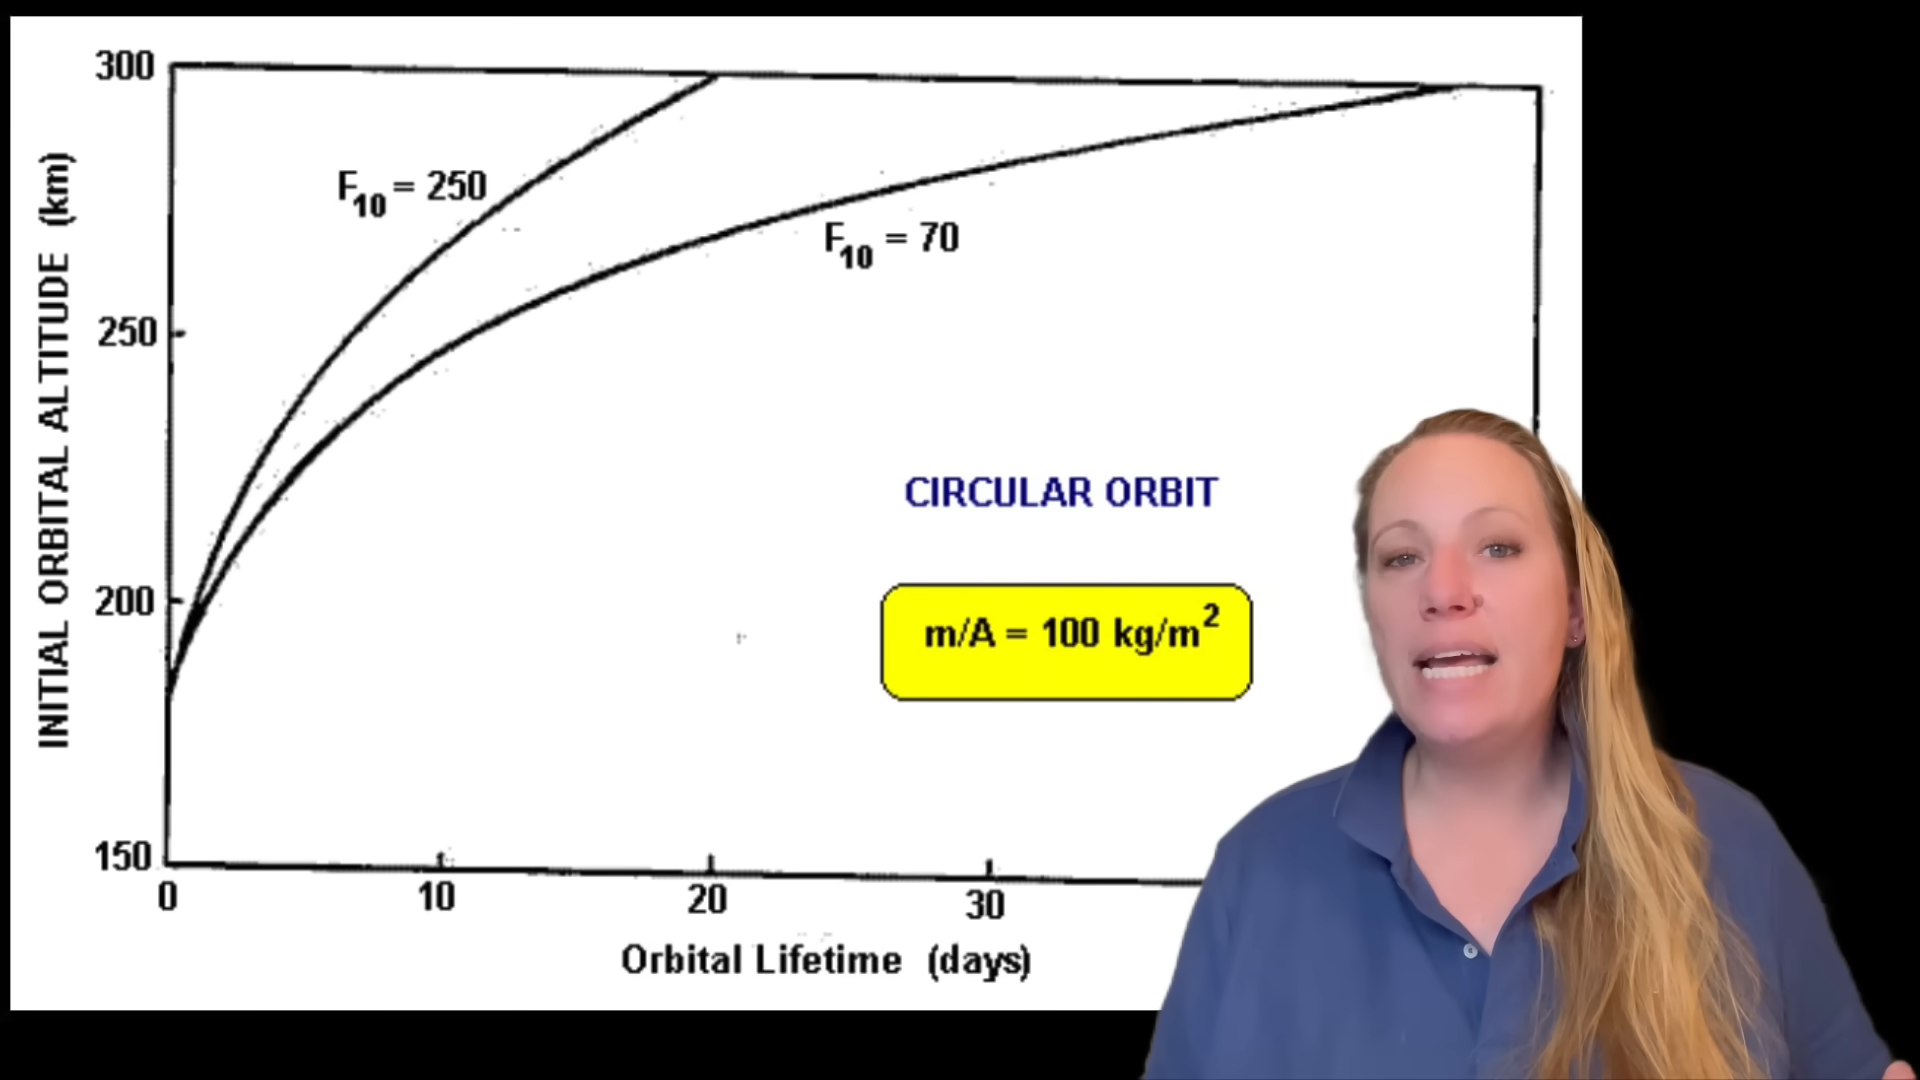 300
F10 = 250
F10 = 70
250
CIRCULAR ORBIT
200
m/A = 100 kg/m²
150
0
10
20
30
INITIAL ORBITAL ALTITUDE (km)
Orbital Lifetime (days)